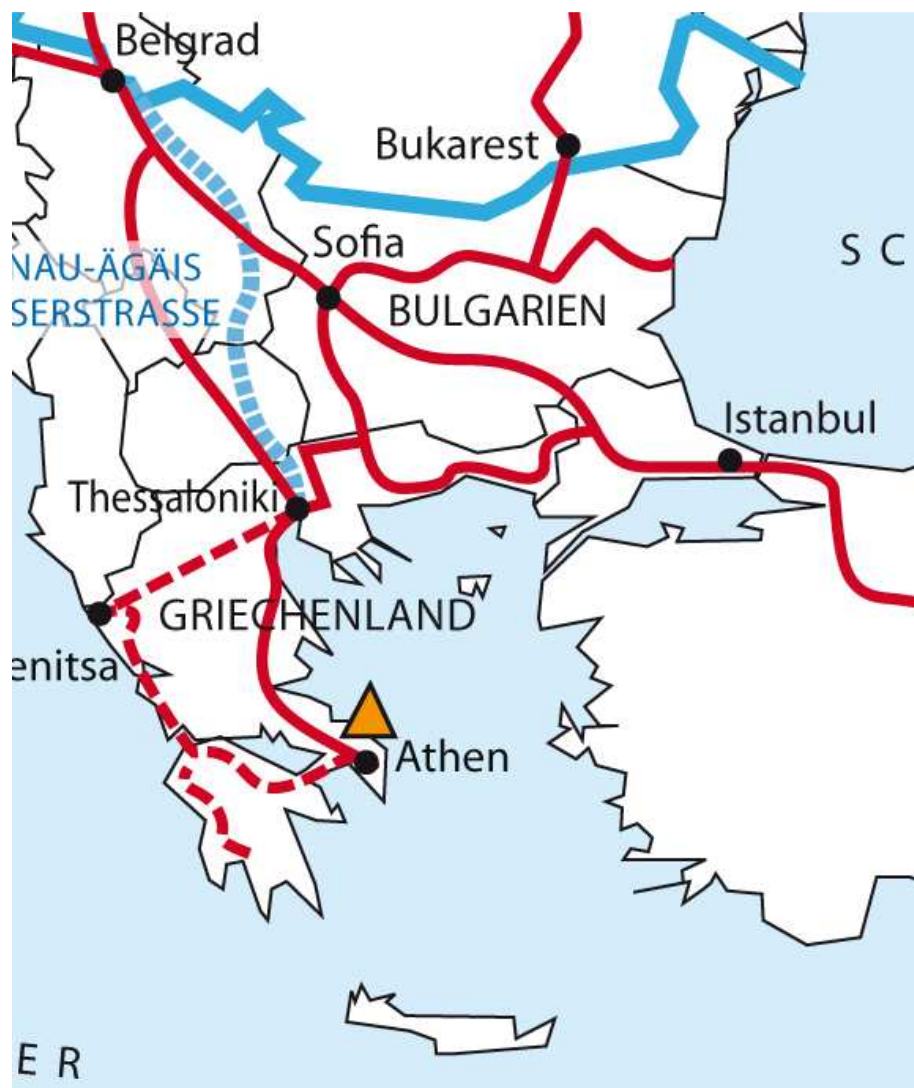 Belgrad
Bukarest
Sofia
S C
NAU-ÄGÄIS
SERSTRASSE
BULGARIEN
Istanbul
Thessaloniki
GRIECHENLAND
enitsa
Athen
E R